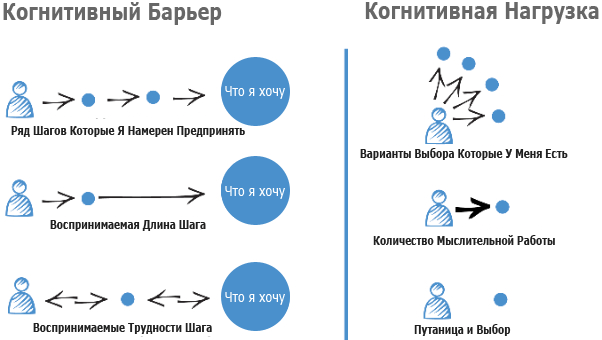 Когнитивный Барьер
Что я хочу
Ряд Шагов Которые Я Намерен Предпринять
Что я хочу
Воспринимаемая Длина Шага
Что я хочу
Воспринимаемые Трудности Шага
Когнитивная Нагрузка
Варианты Выбора Которые У Меня Есть
Количество Мыслительной Работы
Путаница и Выбор